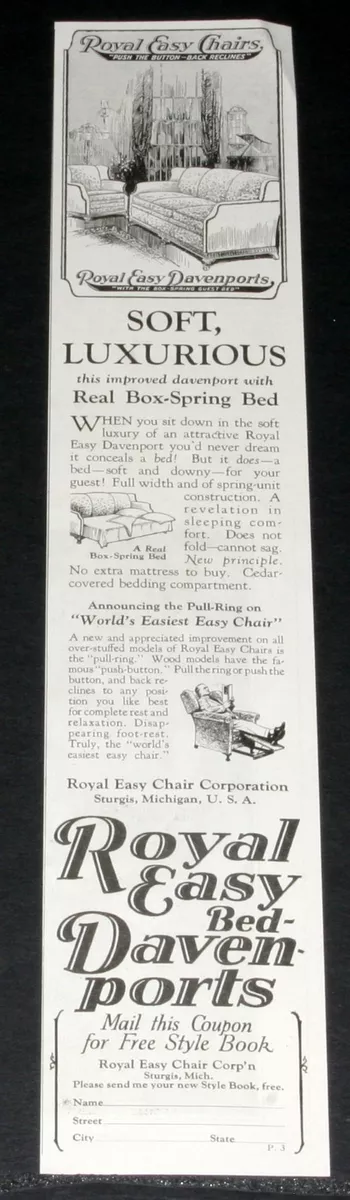 Royal Easy Chairs,
"PUSH THE BUTTON-BACK RECLINES"
Royal Easy Davenports,
"WITH THE BOX-SPRING GUEST BED"
SOFT,
LUXURIOUS
this improved davenport with
Real Box-Spring Bed
WHEN you sit down in the soft
luxury of an attractive Royal
Easy Davenport you'd never dream
it conceals a bed! But it does—a
bed—soft and downy—for your
guest! Full width and of spring-unit
construction. A
revelation in
sleeping com-
fort. Does not
fold—cannot sag.
New principle.
A Real
Box-Spring Bed
No extra mattress to buy. Cedar-
covered bedding compartment.
Announcing the Pull-Ring on
"World's Easiest Easy Chair"
A new and appreciated improvement on all
over-stuffed models of Royal Easy Chairs is
the "pull-ring." Wood models have the fa-
mous "push-button." Pull the ring or push the
button, and back re-
clines to any posi-
tion you like best
for complete rest and
relaxation. Disap-
pearing foot-rest.
Truly, the "world's
easiest easy chair."
Royal Easy Chair Corporation
Sturgis, Michigan, U. S. A.
Royal
Easy
Bed-
Daven-
ports
Mail this Coupon
for Free Style Book
Royal Easy Chair Corp'n
Sturgis, Mich.
Please send me your new Style Book, free.
Name
Street
City State
P. 3